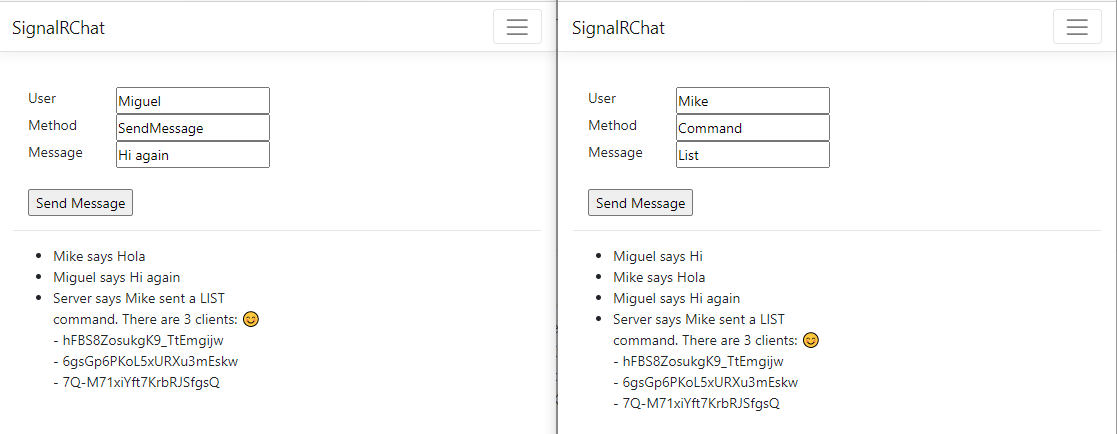 SignalRChat
User Miguel
Method SendMessage
Message Hi again
Send Message
• Mike says Hola
• Miguel says Hi again
• Server says Mike sent a LIST
command. There are 3 clients: 😊
- hFBS8ZosukgK9_TtEmgijw
- 6gsGp6PKoL5xURXu3mEskw
- 7Q-M71xiYft7KrbRJSfgsQ
SignalRChat
User Mike
Method Command
Message List
Send Message
• Miguel says Hi
• Mike says Hola
• Miguel says Hi again
• Server says Mike sent a LIST
command. There are 3 clients: 😊
- hFBS8ZosukgK9_TtEmgijw
- 6gsGp6PKoL5xURXu3mEskw
- 7Q-M71xiYft7KrbRJSfgsQ